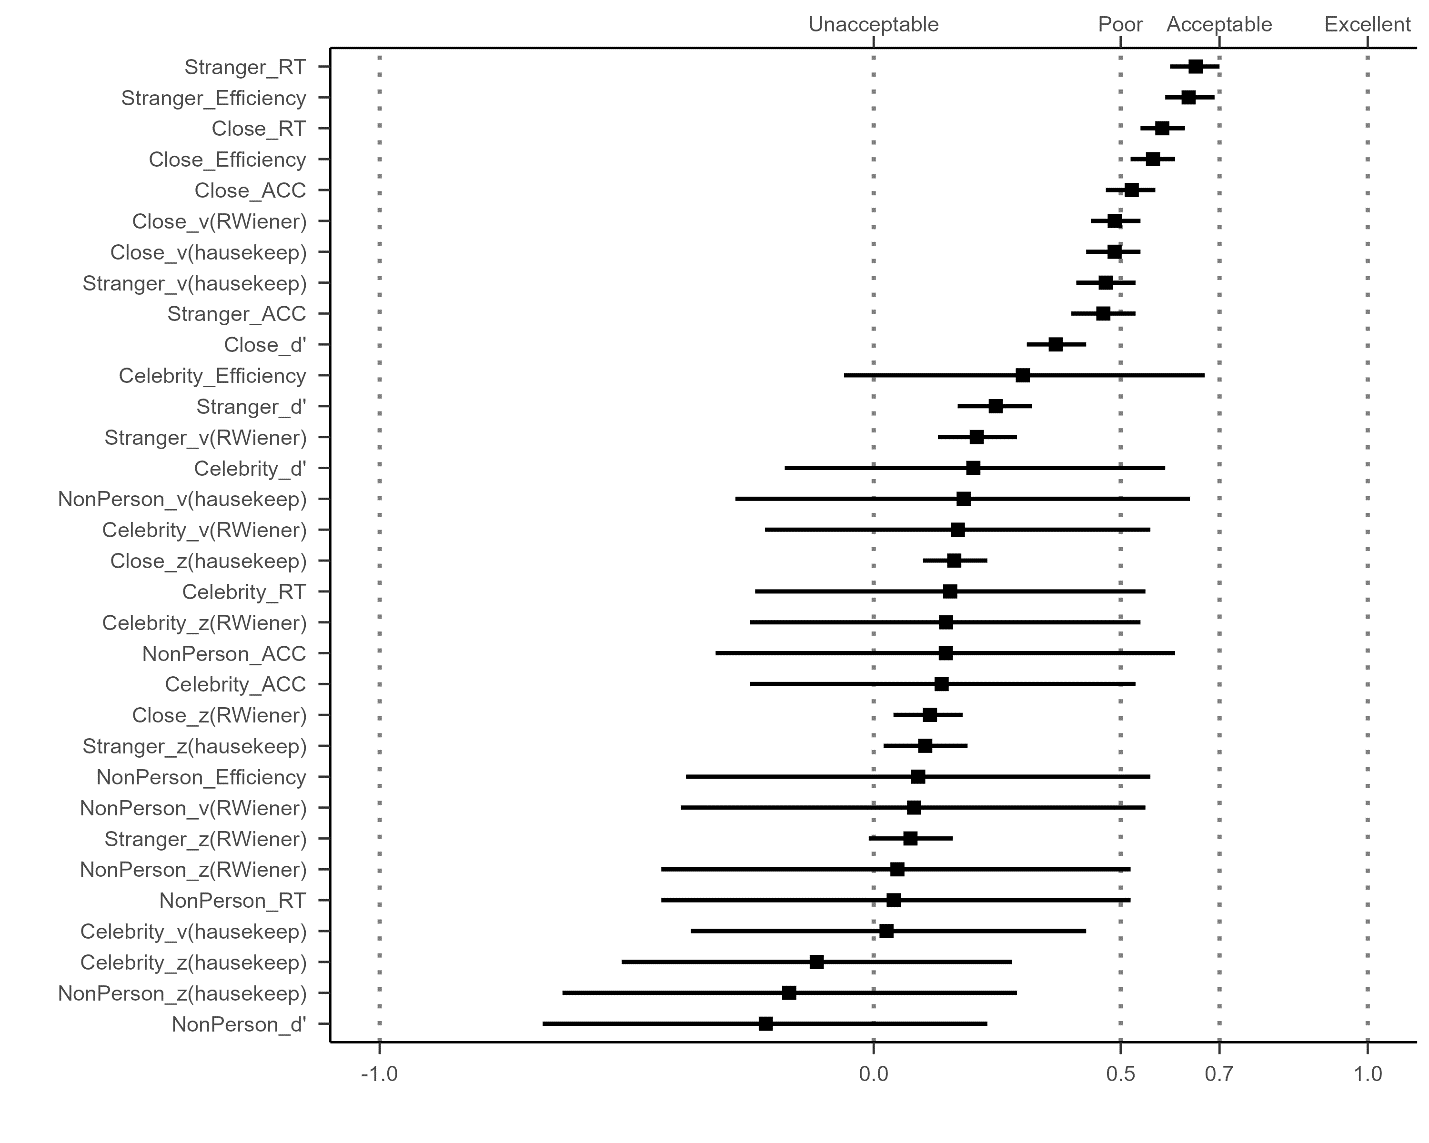 Unacceptable Poor Acceptable Excellent
Stranger_RT
Stranger_Efficiency
Close_RT
Close_Efficiency
Close_ACC
Close_v(RWiener)
Close_v(hausekeep)
Stranger_v(hausekeep)
Stranger_ACC
Close_d'
Celebrity_Efficiency
Stranger_d'
Stranger_v(RWiener)
Celebrity_d'
NonPerson_v(hausekeep)
Celebrity_v(RWiener)
Close_z(hausekeep)
Celebrity_RT
Celebrity_z(RWiener)
NonPerson_ACC
Celebrity_ACC
Close_z(RWiener)
Stranger_z(hausekeep)
NonPerson_Efficiency
NonPerson_v(RWiener)
Stranger_z(RWiener)
NonPerson_z(RWiener)
NonPerson_RT
Celebrity_v(hausekeep)
Celebrity_z(hausekeep)
NonPerson_z(hausekeep)
NonPerson_d'
-1.0 0.0 0.5 0.7 1.0